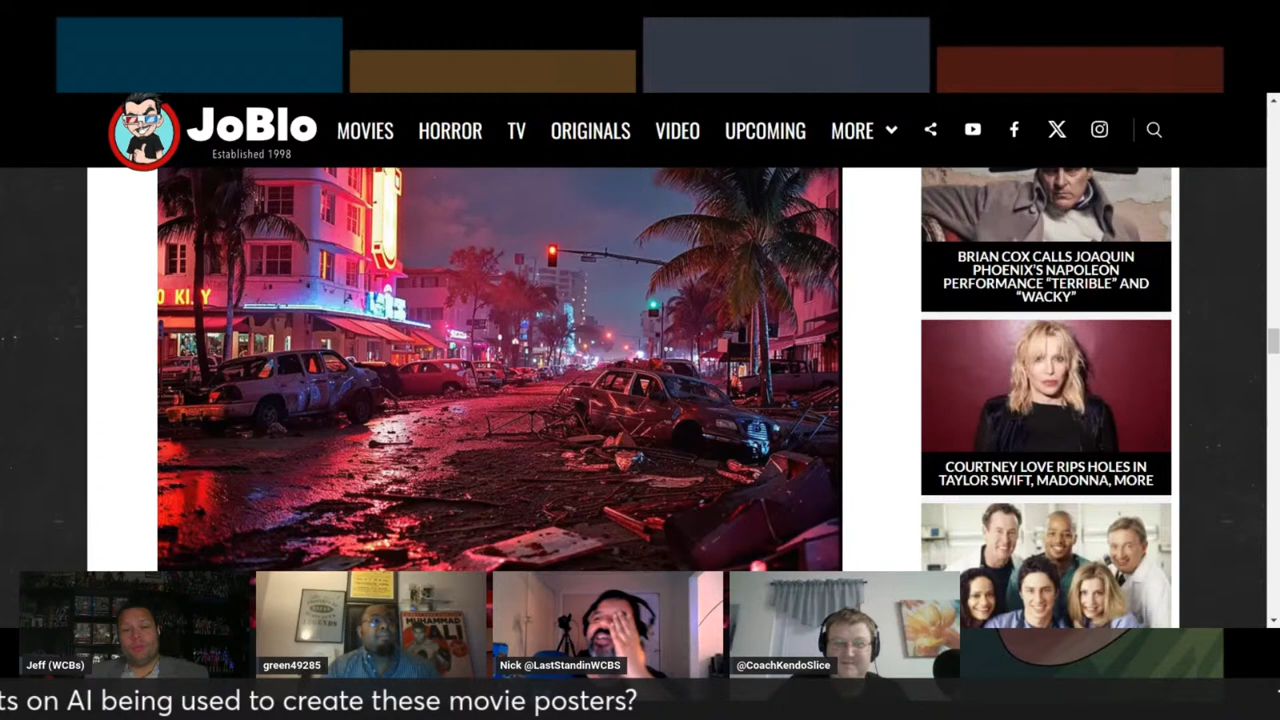 JoBlo
Established 1998
MOVIES HORROR TV ORIGINALS VIDEO UPCOMING MORE
BRIAN COX CALLS JOAQUIN
PHOENIX'S NAPOLEON
PERFORMANCE "TERRIBLE" AND
"WACKY"
COURTNEY LOVE RIPS HOLES IN
TAYLOR SWIFT, MADONNA, MORE
MUHAMMAD
ALI
Jeff (WCBs)
green49285
Nick @LastStandinWCBS
@CoachKendoSlice
ts on AI being used to create these movie posters?